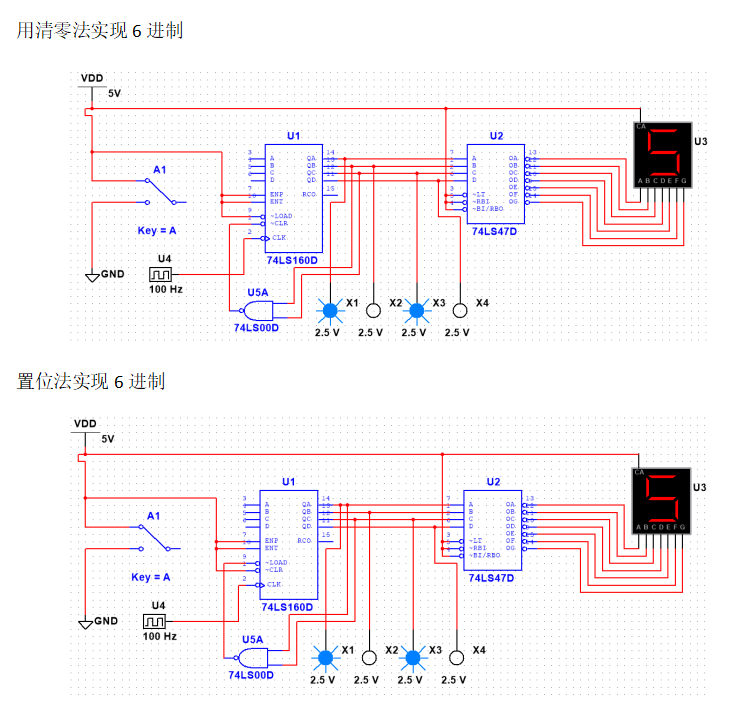 用清零法实现 6 进制
VDD
5V
U1
U2
U3
CA
A B C D E F G
A1
Key = A
3 A QA 14
4 B QB 13
5 C QC 12
6 D QD 11
7 ENP RCO 15
10 ENT
9 ~LOAD
1 ~CLR
2 CLK
74LS160D
7 A OA 13
1 B OB 12
2 C OC 11
6 D OD 10
OE 9
3 ~LT OF 15
5 ~RBI OG 14
4 ~BI/RBO
74LS47D
GND
U4
100 Hz
U5A
74LS00D
X1 X2 X3 X4
2.5 V 2.5 V 2.5 V 2.5 V
置位法实现 6 进制
VDD
5V
U1
U2
U3
CA
A B C D E F G
A1
Key = A
3 A QA 14
4 B QB 13
5 C QC 12
6 D QD 11
7 ENP RCO 15
10 ENT
9 ~LOAD
1 ~CLR
2 CLK
74LS160D
7 A OA 13
1 B OB 12
2 C OC 11
6 D OD 10
OE 9
3 ~LT OF 15
5 ~RBI OG 14
4 ~BI/RBO
74LS47D
GND
U4
100 Hz
U5A
74LS00D
X1 X2 X3 X4
2.5 V 2.5 V 2.5 V 2.5 V